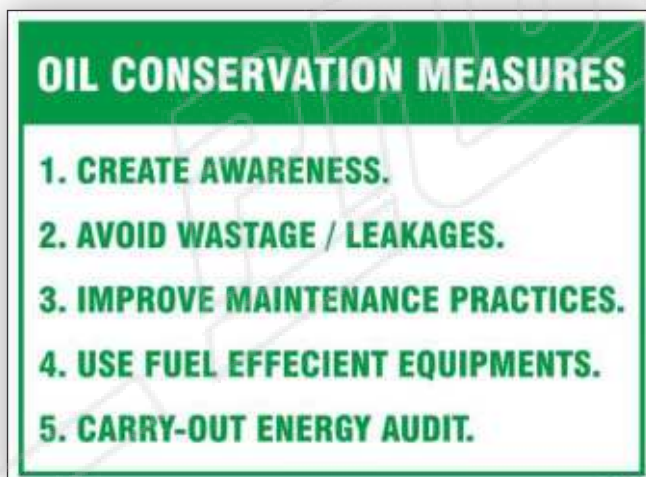 OIL CONSERVATION MEASURES
1. CREATE AWARENESS.
2. AVOID WASTAGE / LEAKAGES.
3. IMPROVE MAINTENANCE PRACTICES.
4. USE FUEL EFFECIENT EQUIPMENTS.
5. CARRY-OUT ENERGY AUDIT.